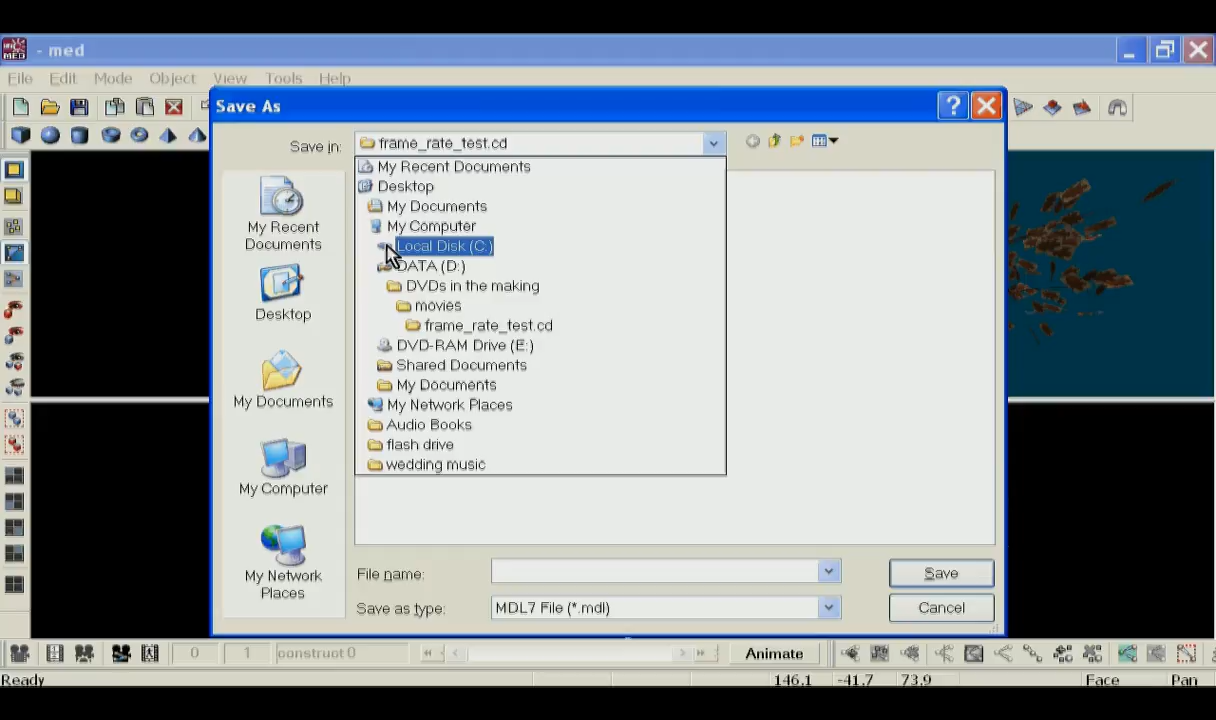 - med
File Edit Mode Object View Tools Help
Save As
Save in: frame_rate_test.cd
My Recent Documents
Desktop
My Documents
My Computer
Local Disk (C:)
DATA (D:)
DVDs in the making
movies
frame_rate_test.cd
DVD-RAM Drive (E:)
Shared Documents
My Documents
My Network Places
Audio Books
flash drive
wedding music
My Recent
Documents
Desktop
My Documents
My Computer
My Network
Places
File name:
Save
Save as type: MDL7 File (*.mdl)
Cancel
0 1 construct 0 Animate
Ready 146.1 -41.7 73.9 Face Pan